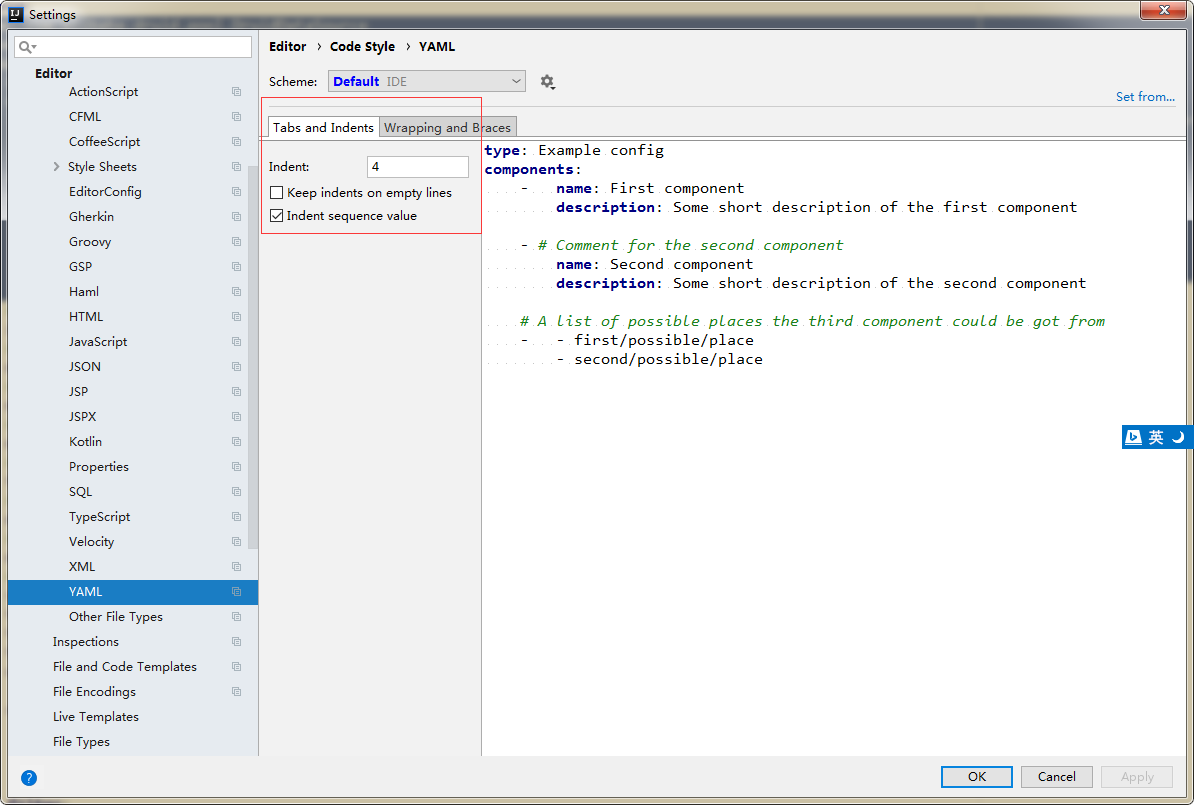 Settings
Editor
ActionScript
CFML
CoffeeScript
Style Sheets
EditorConfig
Gherkin
Groovy
GSP
Haml
HTML
JavaScript
JSON
JSP
JSPX
Kotlin
Properties
SQL
TypeScript
Velocity
XML
YAML
Other File Types
Inspections
File and Code Templates
File Encodings
Live Templates
File Types
Editor › Code Style › YAML
Scheme: Default IDE
Set from...
Tabs and Indents Wrapping and Braces
Indent: 4
Keep indents on empty lines
Indent sequence value
type: Example config
components:
-   name: First component
description: Some short description of the first component
- # Comment for the second component
name: Second component
description: Some short description of the second component
# A list of possible places the third component could be got from
-   - first/possible/place
- second/possible/place
英
?
OK Cancel Apply